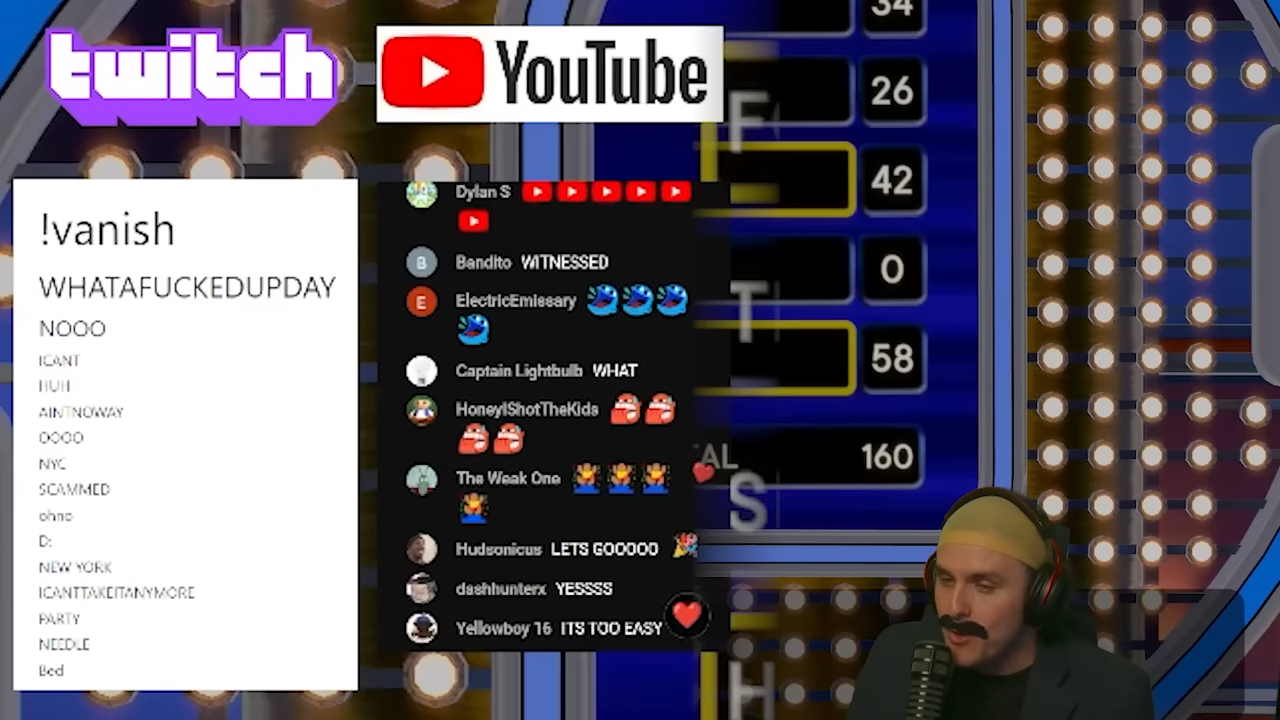 twitch
YouTube
34
26
42
0
58
AL 160
F
T
S
H
!vanish
WHATAFUCKEDUPDAY
NOOO
ICANT
HUH
AINTNOWAY
OOOO
NYC
SCAMMED
ohno
D:
NEW YORK
ICANTTAKEITANYMORE
PARTY
NEEDLE
Bed
Dylan S
B Bandito WITNESSED
E ElectricEmissary
Captain Lightbulb WHAT
HoneyIShotTheKids
The Weak One
Hudsonicus LETS GOOOOO
dashhunterx YESSSS
Yellowboy 16 ITS TOO EASY